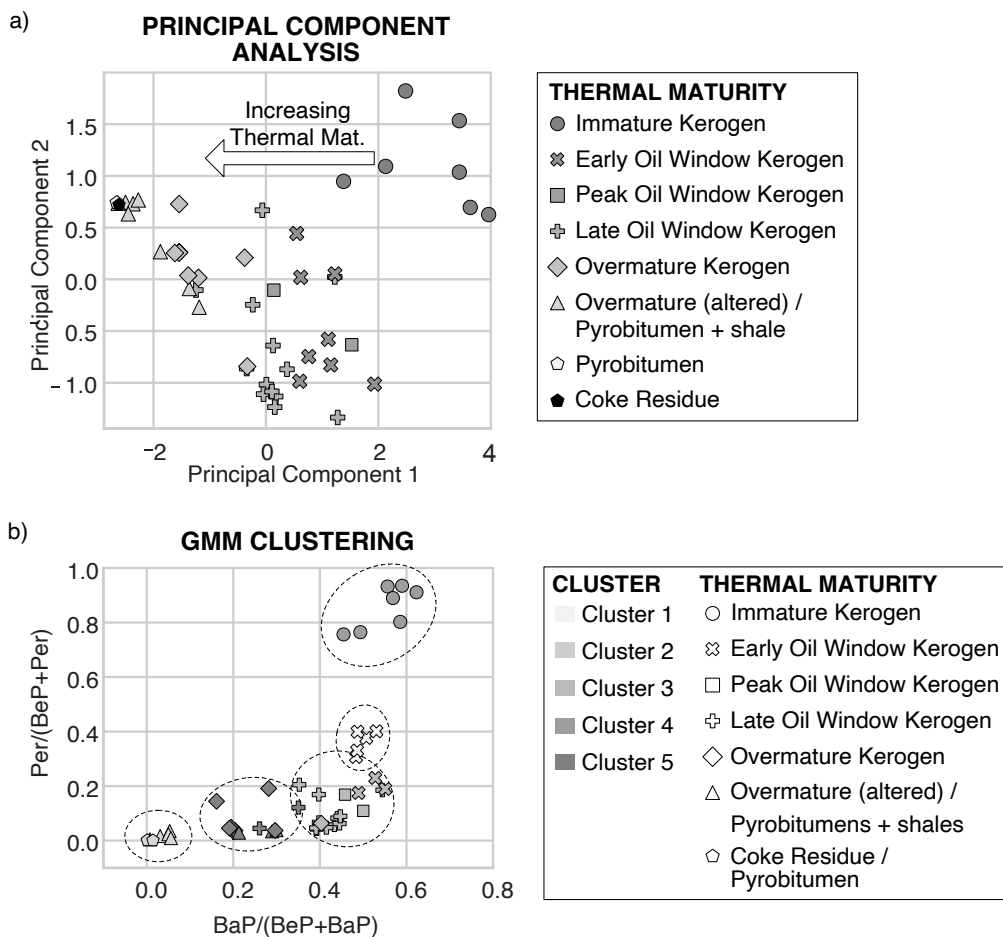 a)
PRINCIPAL COMPONENT
ANALYSIS
Increasing
Thermal Mat.
1.5
1.0
0.5
0.0
0.5
- 1.0
-
Principal Component 2
−2
0
2
4
Principal Component 1
THERMAL MATURITY
Immature Kerogen
Early Oil Window Kerogen
Peak Oil Window Kerogen
Late Oil Window Kerogen
Overmature Kerogen
Overmature (altered) /
Pyrobitumen + shale
Pyrobitumen
Coke Residue
b)
GMM CLUSTERING
1.0
0.8
0.6
0.4
0.2
0.0
Per/(BeP+Per)
0.0
0.2
0.4
0.6
0.8
BaP/(BeP+BaP)
CLUSTER
Cluster 1
Cluster 2
Cluster 3
Cluster 4
Cluster 5
THERMAL MATURITY
Immature Kerogen
Early Oil Window Kerogen
Peak Oil Window Kerogen
Late Oil Window Kerogen
Overmature Kerogen
Overmature (altered) /
Pyrobitumens + shales
Coke Residue /
Pyrobitumen